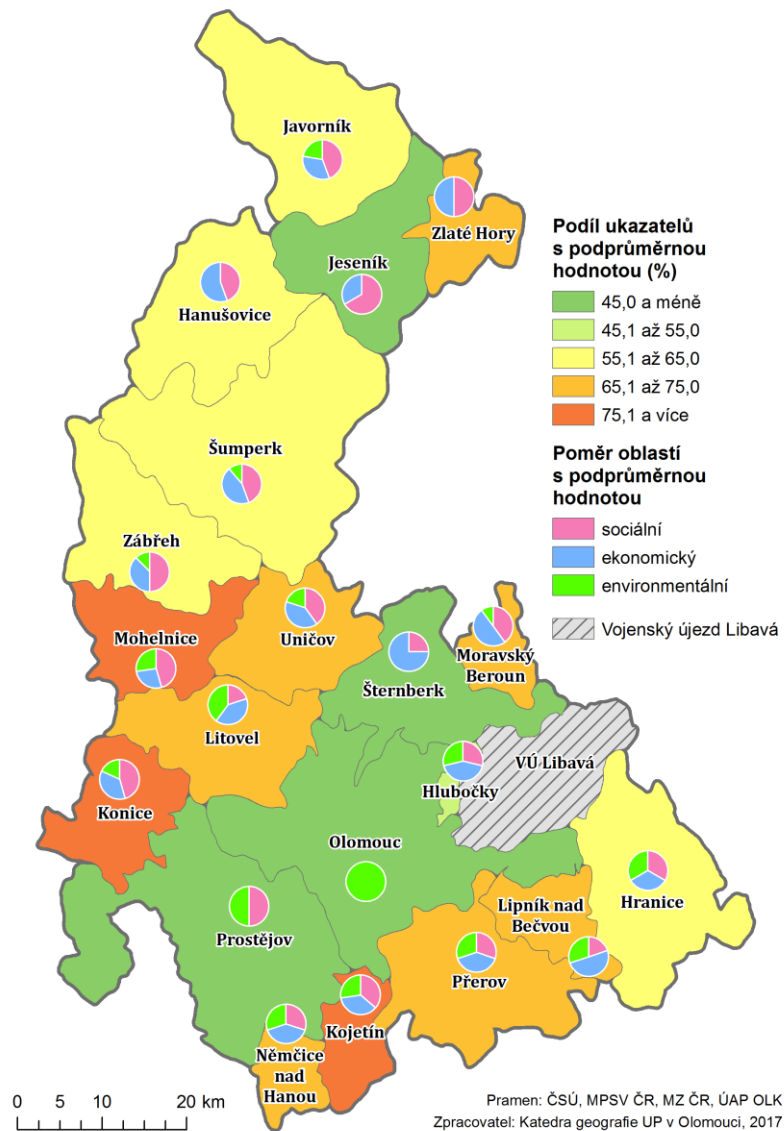 Javorník
Zlaté Hory
Jeseník
Hanušovice
Šumperk
Zábřeh
Mohelnice
Uničov
Moravský
Beroun
Šternberk
Litovel
VÚ Libavá
Hlubočky
Konice
Olomouc
Hranice
Lipník nad
Bečvou
Prostějov
Přerov
Kojetín
Němčice
nad
Hanou
Podíl ukazatelů
s podprůměrnou
hodnotou (%)
45,0 a méně
45,1 až 55,0
55,1 až 65,0
65,1 až 75,0
75,1 a více
Poměr oblastí
s podprůměrnou
hodnotou
sociální
ekonomický
environmentální
Vojenský újezd Libavá
0 5 10 20 km
Pramen: ČSÚ, MPSV ČR, MZ ČR, ÚAP OLK
Zpracovatel: Katedra geografie UP v Olomouci, 2017